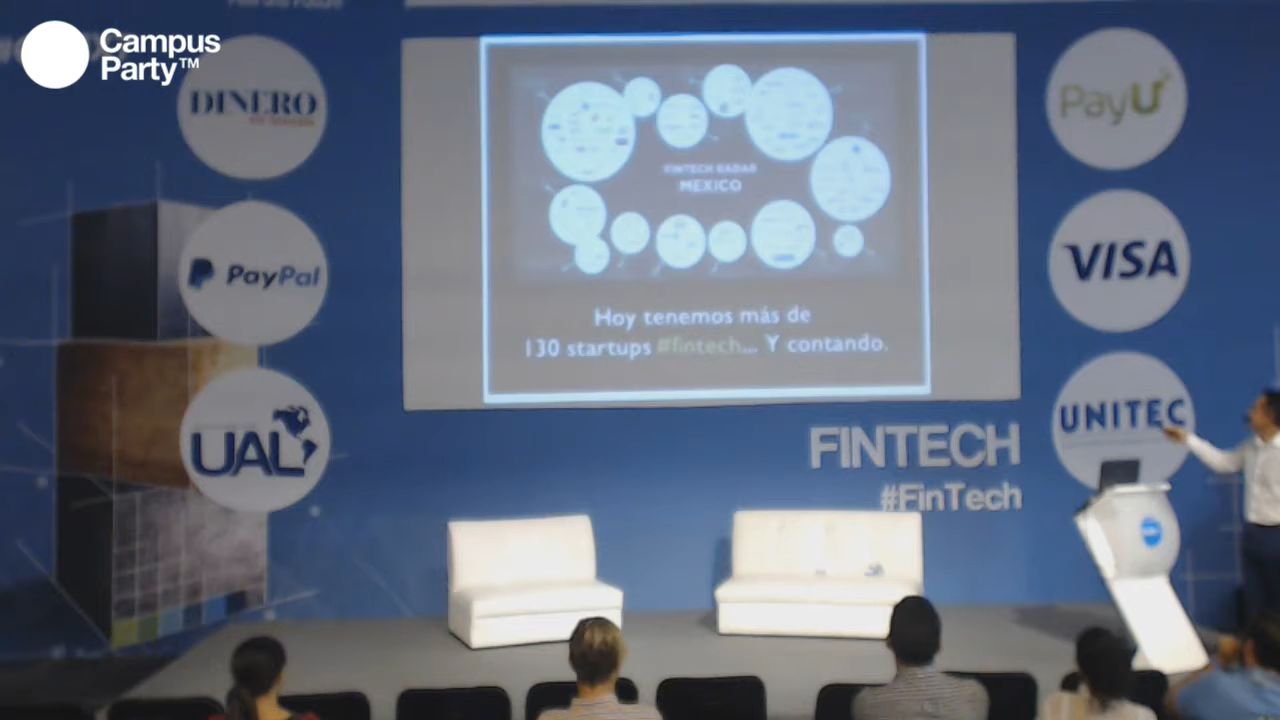 Campus
Party™
DINERO
PayPal
UAL
FINTECH RADAR
MEXICO
Hoy tenemos más de
130 startups #fintech... Y contando.
PayU
VISA
UNITEC
FINTECH
#FinTech